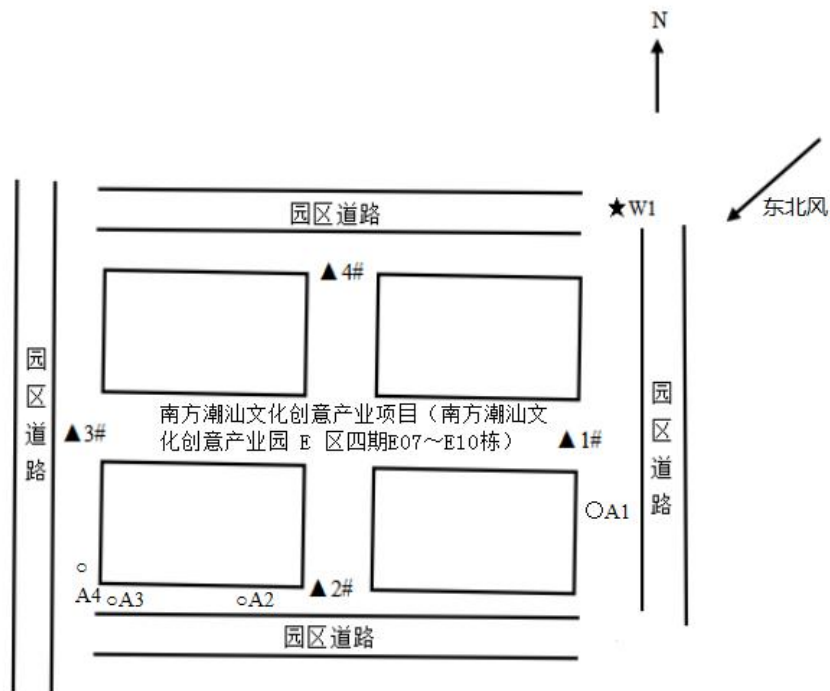 N
东北风
★W1
园区道路
▲4#
园区道路
园区道路
南方潮汕文化创意产业项目（南方潮汕文
化创意产业园 E 区四期E07～E10栋）
▲3#
▲1#
○A1
○
A4
○A3
○A2
▲2#
园区道路